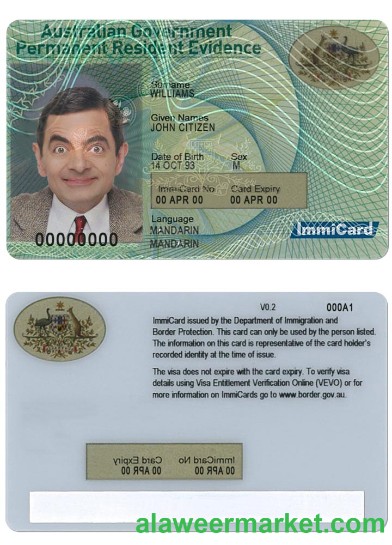 Australian Government
Permanent Resident Evidence
Surname
WILLIAMS
Given Names
JOHN CITIZEN
Date of Birth Sex
14 OCT 93 M
ImmiCard No Card Expiry
00 APR 00 00 APR 00
Language
00000000 MANDARIN ImmiCard
MANDARIN
V0.2 000A1
ImmiCard issued by the Department of Immigration and
Border Protection. This card can only be used by the person listed.
The information on this card is representative of the card holder's
recorded identity at the time of issue.
The visa does not expire with the card expiry. To verify visa
details using Visa Entitlement Verification Online (VEVO) or for
more information on ImmiCards go to www.border.gov.au.
Card Expiry ImmiCard No
00 APR 00 00 APR 00
alaweermarket.com